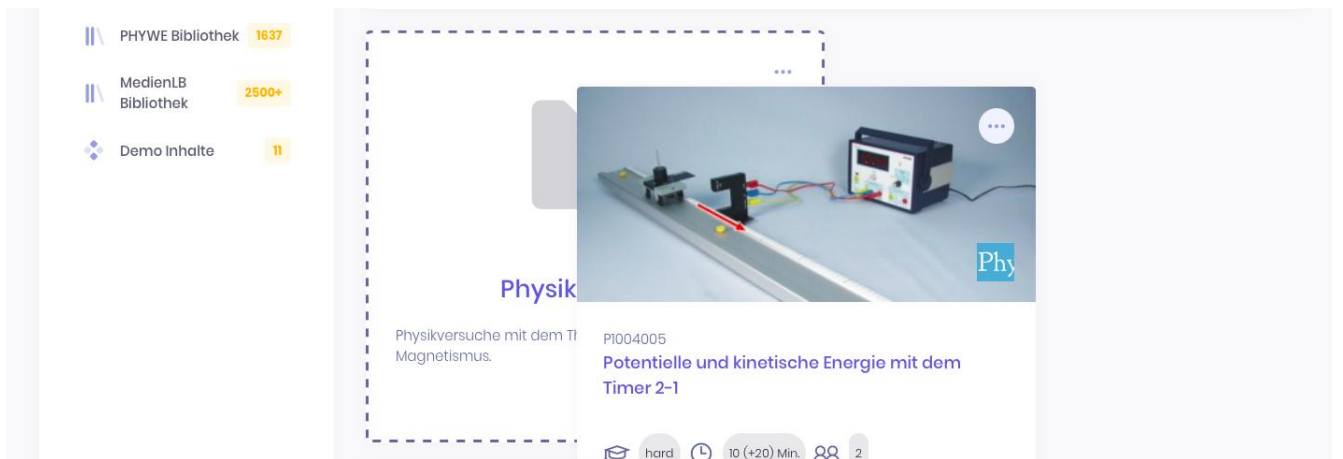 PHYWE Bibliothek 1637
MedienLB
Bibliothek
2500+
Demo Inhalte 11
Physik
Physikversuche mit dem
Magnetismus.
Phy
P1004005
Potentielle und kinetische Energie mit dem
Timer 2-1
hard 10 (+20) Min. 2